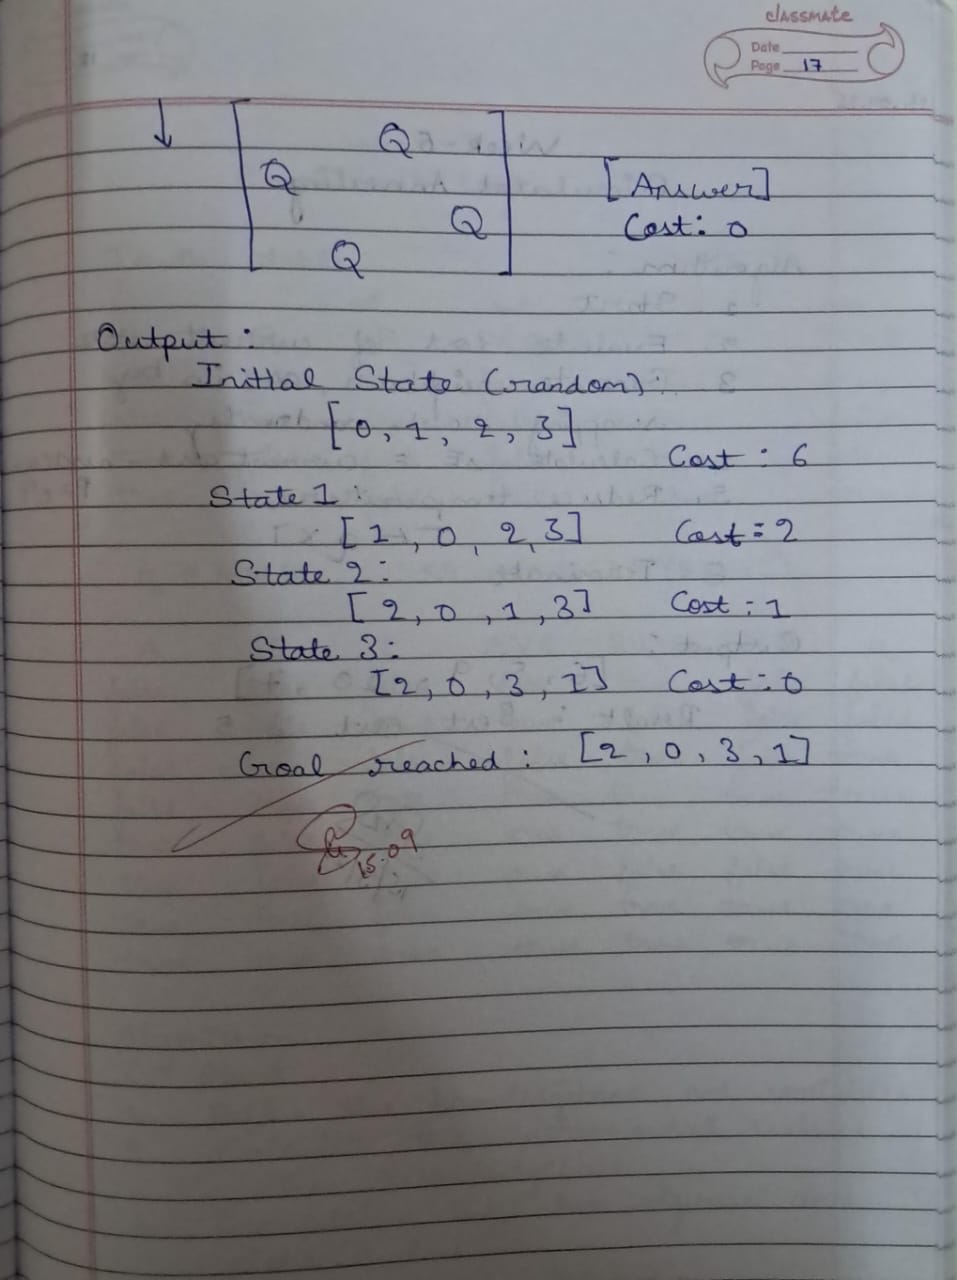 classmate
Date
Page 17
↓ Q
Q
[Answer]
Q
Cost: 0
Q
Output :
Initial State (random) :
[0, 1, 2, 3]
Cost : 6
State 1 :
[1, 0, 2, 3] Cost = 2
State 2 :
[2, 0, 1, 3] Cost : 1
State 3 :
[2, 0, 3, 1] Cost : 0
Goal reached : [2, 0, 3, 1]
15.09